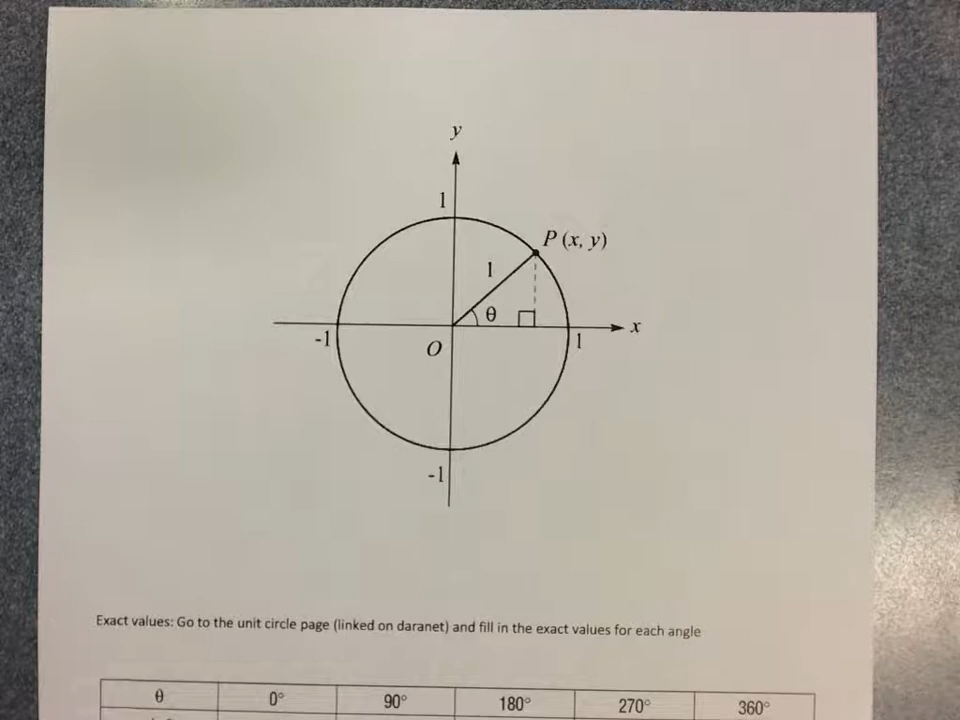 y
1
P (x, y)
1
θ
x
-1
1
O
-1
Exact values: Go to the unit circle page (linked on daranet) and fill in the exact values for each angle
θ 0° 90° 180° 270° 360°